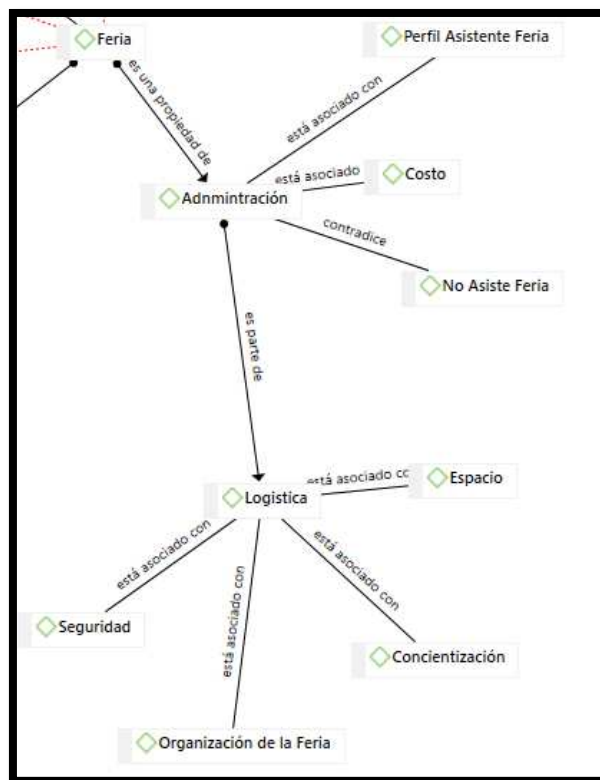 Feria
Perfil Asistente Feria
es una propiedad de
está asociado con
está asociado
Costo
Adnmintración
contradice
No Asiste Feria
es parte de
está asociado co
Espacio
Logistica
está asociado con
está asociado con
está asociado con
Seguridad
Concientización
Organización de la Feria